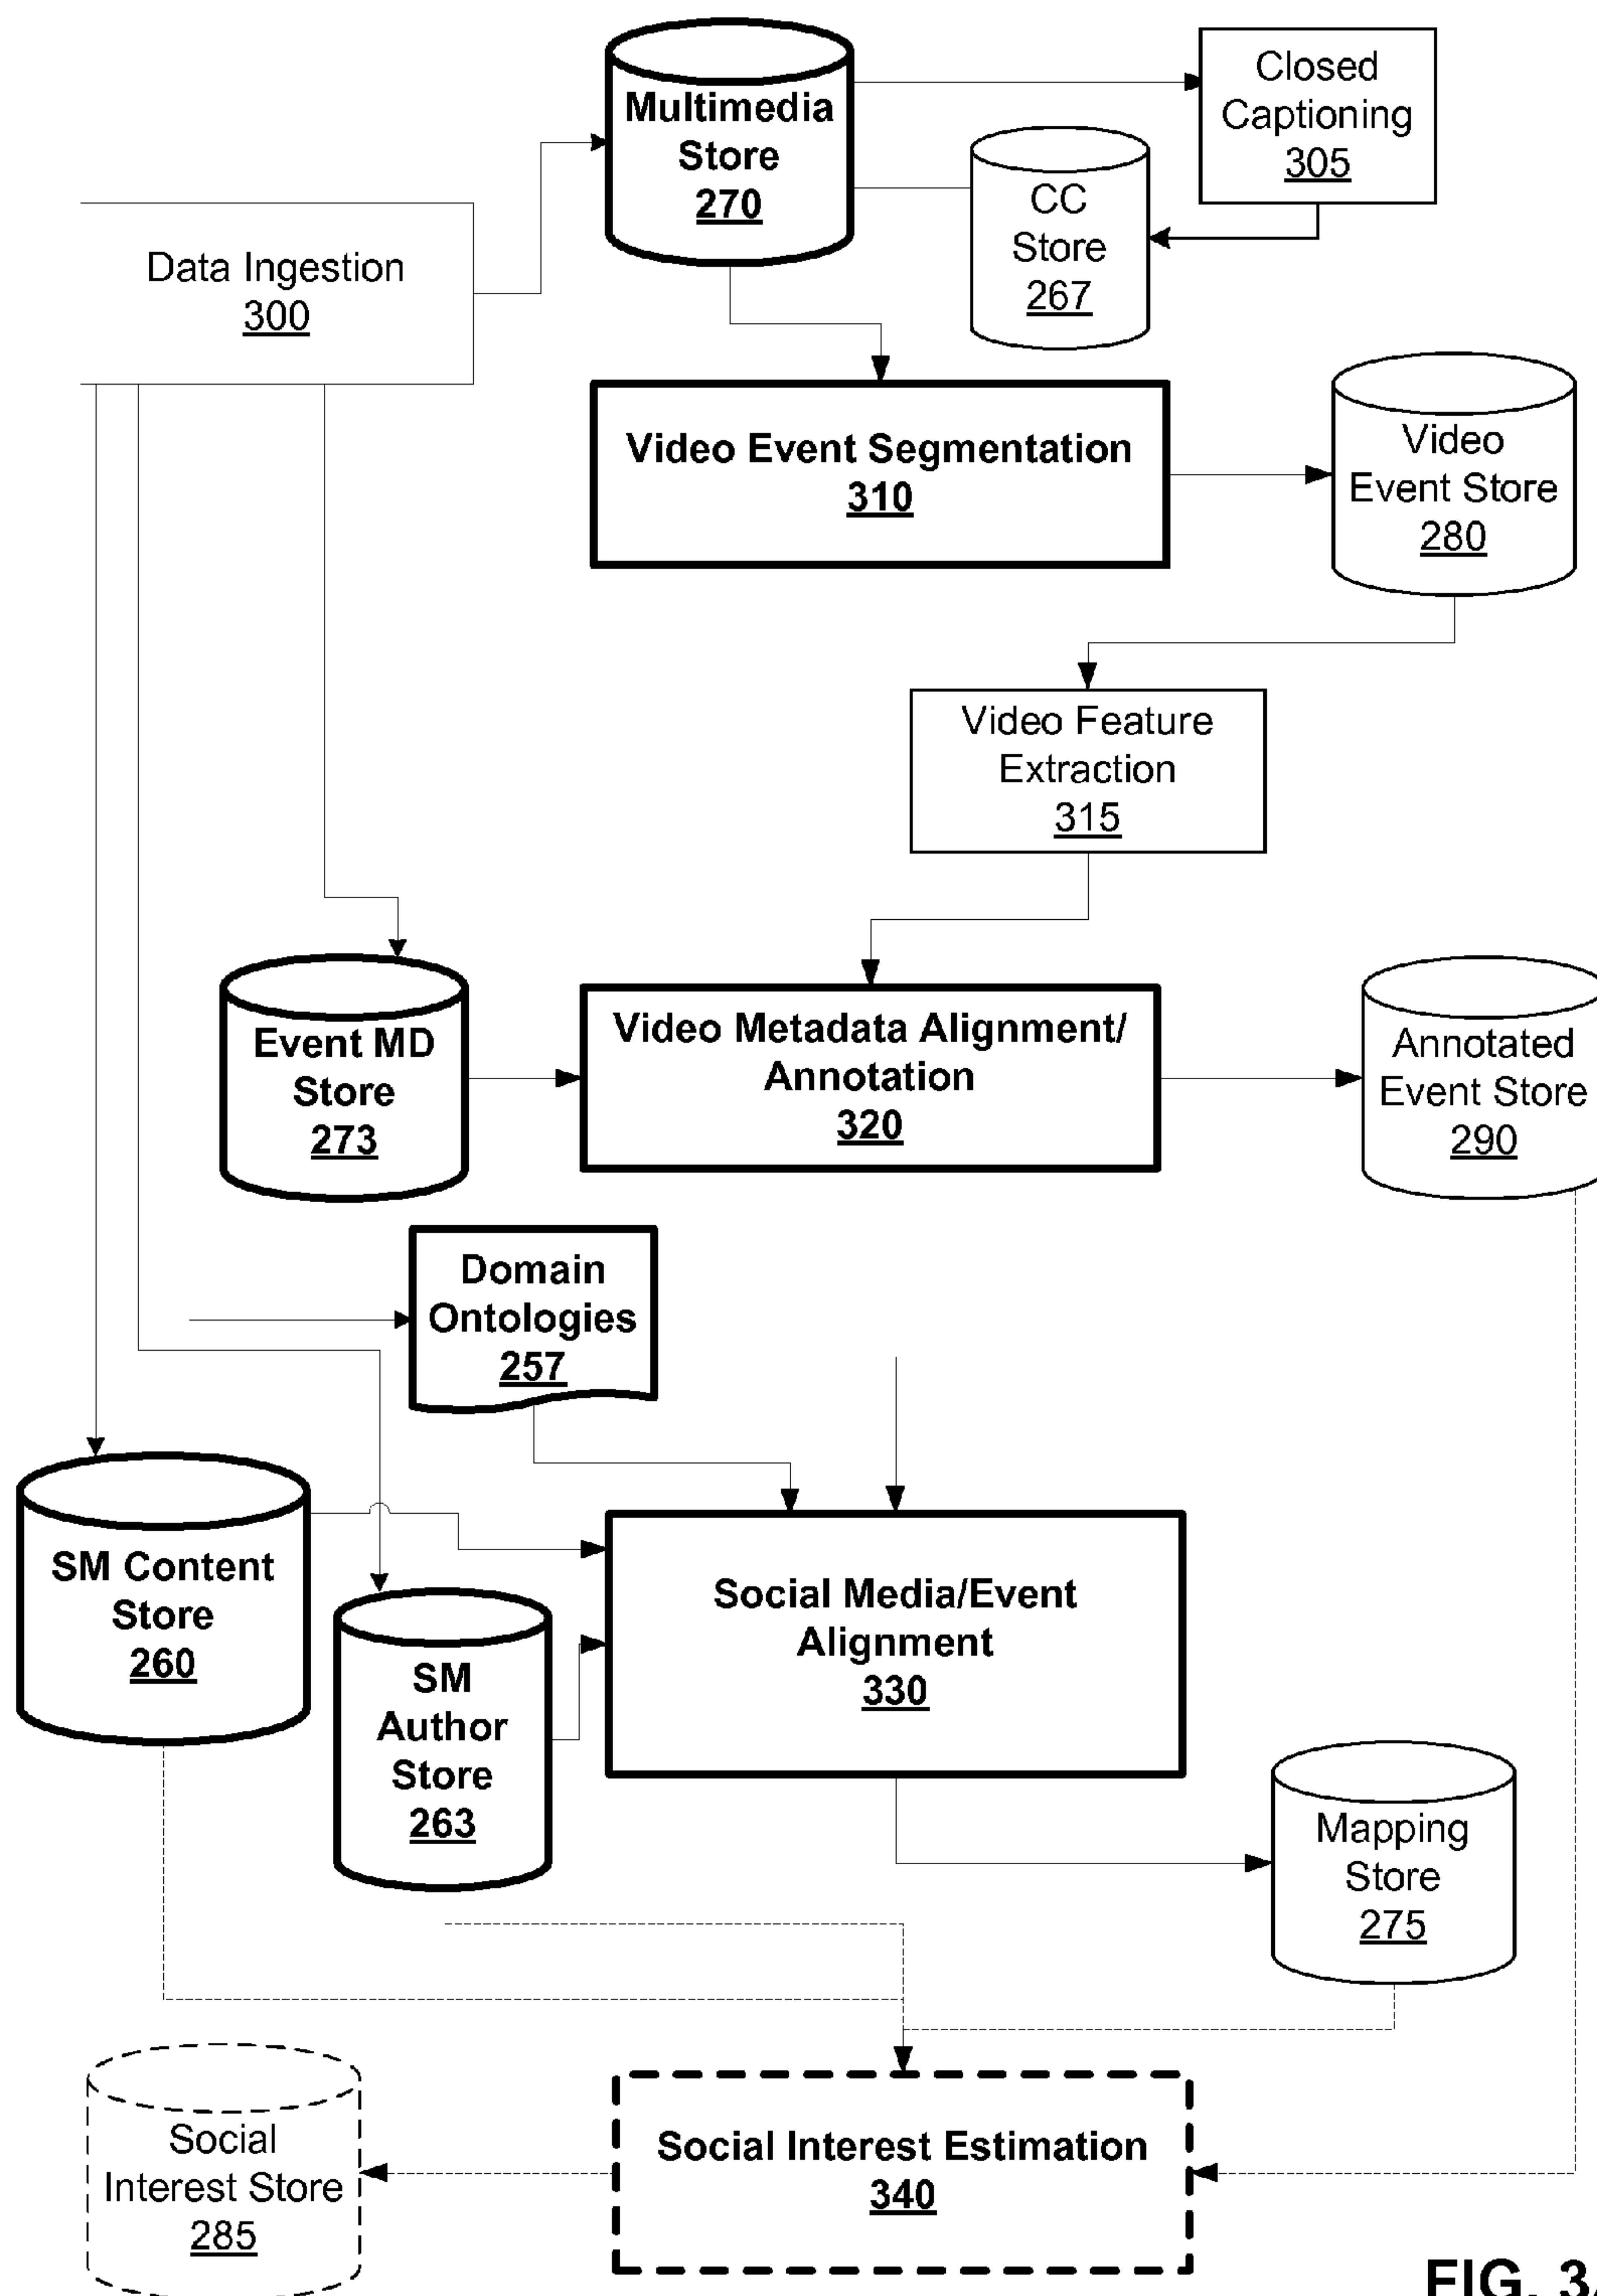 Multimedia
Store
270
Closed
Captioning
305
CC
Store
267
Data Ingestion
300
Video Event Segmentation
310
Video
Event Store
280
Video Feature
Extraction
315
Event MD
Store
273
Video Metadata Alignment/
Annotation
320
Annotated
Event Store
290
Domain
Ontologies
257
SM Content
Store
260
SM
Author
Store
263
Social Media/Event
Alignment
330
Mapping
Store
275
Social
Interest Store
285
Social Interest Estimation
340
FIG. 3